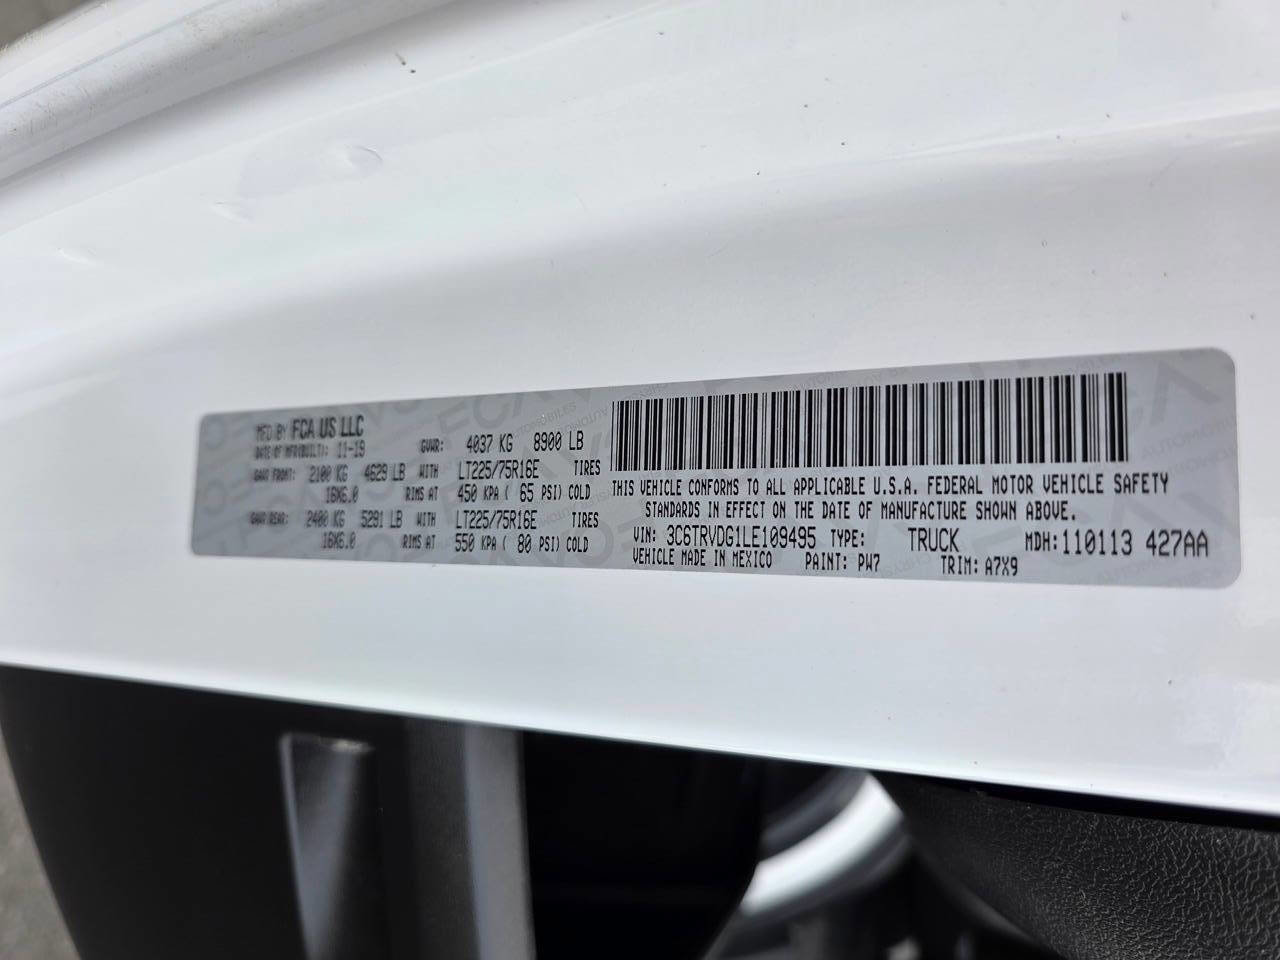 MFD BY FCA US LLC
DATE OF MFR(BUILT): 11-19 GVWR: 4037 KG 8900 LB
GAWR FRONT: 2100 KG 4629 LB WITH LT225/75R16E TIRES
16X6.0 RIMS AT 450 KPA ( 65 PSI) COLD
GAWR REAR: 2400 KG 5291 LB WITH LT225/75R16E TIRES
16X6.0 RIMS AT 550 KPA ( 80 PSI) COLD
THIS VEHICLE CONFORMS TO ALL APPLICABLE U.S.A. FEDERAL MOTOR VEHICLE SAFETY
STANDARDS IN EFFECT ON THE DATE OF MANUFACTURE SHOWN ABOVE.
VIN: 3C6TRVDG1LE109495 TYPE: TRUCK MDH:110113 427AA
VEHICLE MADE IN MEXICO PAINT: PW7 TRIM: A7X9